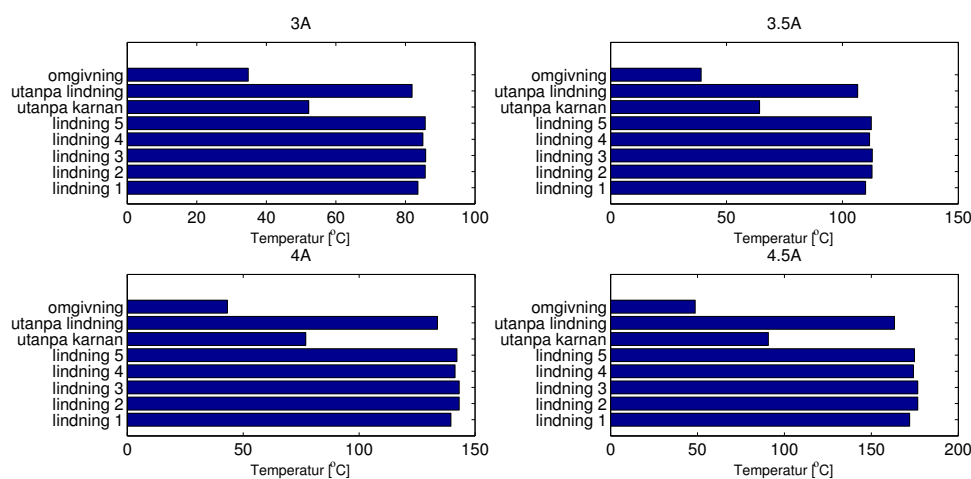 3A
omgivning
utanpa lindning
utanpa karnan
lindning 5
lindning 4
lindning 3
lindning 2
lindning 1
0 20 40 60 80 100
Temperatur [°C]
3.5A
omgivning
utanpa lindning
utanpa karnan
lindning 5
lindning 4
lindning 3
lindning 2
lindning 1
0 50 100 150
Temperatur [°C]
4A
omgivning
utanpa lindning
utanpa karnan
lindning 5
lindning 4
lindning 3
lindning 2
lindning 1
0 50 100 150
Temperatur [°C]
4.5A
omgivning
utanpa lindning
utanpa karnan
lindning 5
lindning 4
lindning 3
lindning 2
lindning 1
0 50 100 150 200
Temperatur [°C]